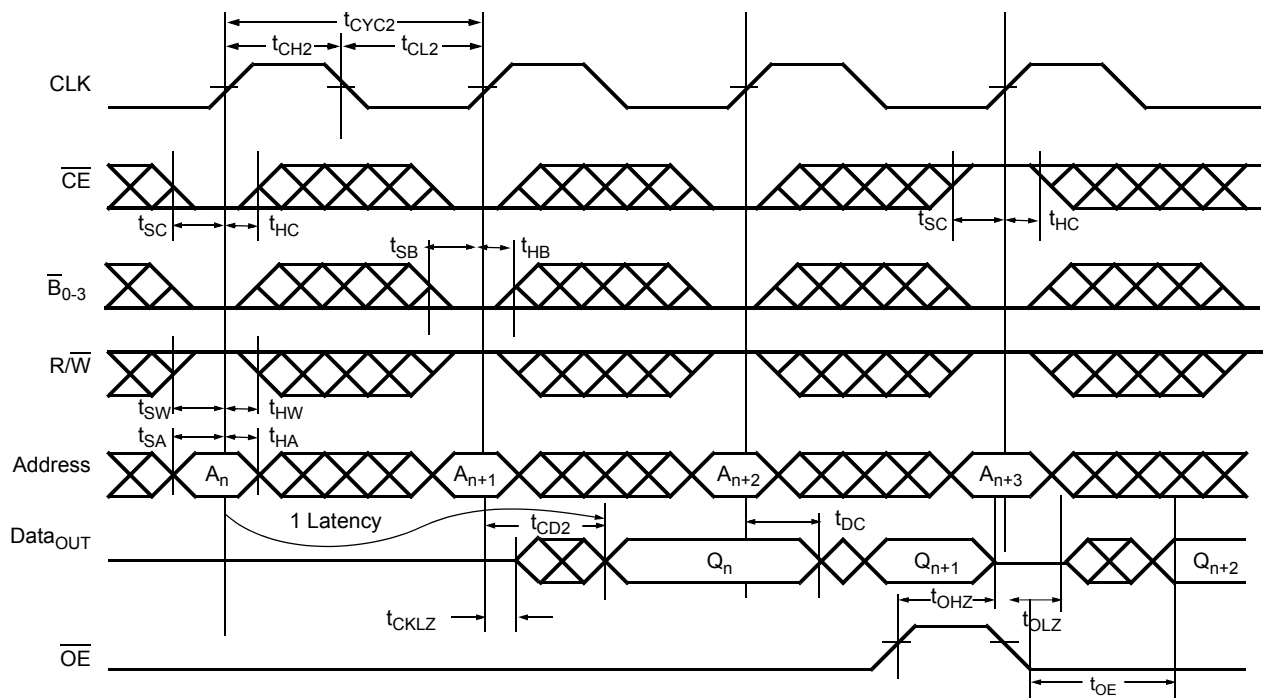 tCYC2
tCH2 tCL2
CLK
CE
tSC tHC tSC tHC
tSB tHB
B0-3
R/W
tSW tHW
tSA tHA
Address An An+1 An+2 An+3
1 Latency tCD2 tDC
DataOUT Qn Qn+1 Qn+2
tOHZ
tCKLZ tOLZ
OE
tOE